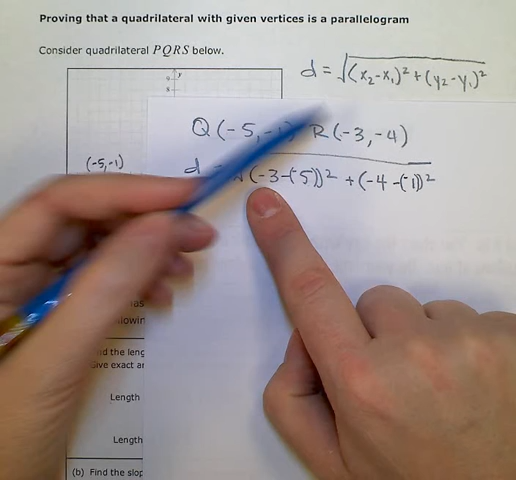 Proving that a quadrilateral with given vertices is a parallelogram
Consider quadrilateral PQRS below.
d = √(x₂-x₁)² + (y₂-y₁)²
y
Q(-5,-1) R(-3,-4)
(-5,-1)
d = √(-3-(-5))² + (-4-(-1))²
Length
Length
(b) Find the slop